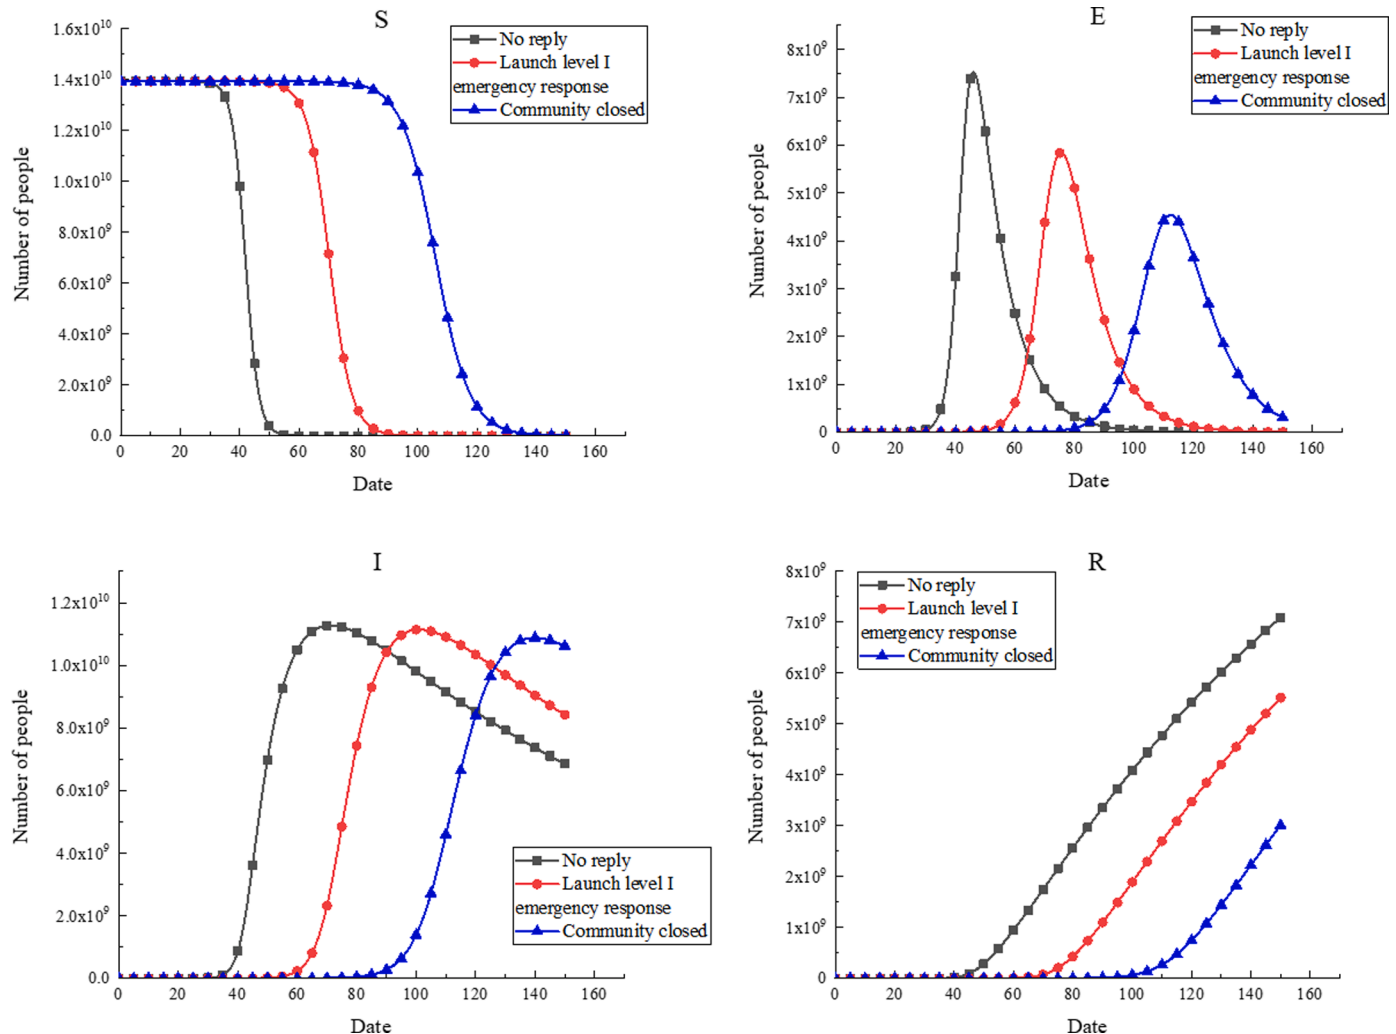 S
1.6x10¹⁰
1.4x10¹⁰
1.2x10¹⁰
1.0x10¹⁰
8.0x10⁹
6.0x10⁹
4.0x10⁹
2.0x10⁹
0.0
Number of people
0 20 40 60 80 100 120 140 160
Date
No reply
Launch level I
emergency response
Community closed
E
8x10⁹
7x10⁹
6x10⁹
5x10⁹
4x10⁹
3x10⁹
2x10⁹
1x10⁹
0
Number of people
0 20 40 60 80 100 120 140 160
Date
No reply
Launch level I
emergency response
Community closed
I
1.2x10¹⁰
1.0x10¹⁰
8.0x10⁹
6.0x10⁹
4.0x10⁹
2.0x10⁹
0.0
Number of people
0 20 40 60 80 100 120 140 160
Date
No reply
Launch level I
emergency response
Community closed
R
8x10⁹
7x10⁹
6x10⁹
5x10⁹
4x10⁹
3x10⁹
2x10⁹
1x10⁹
0
Number of people
0 20 40 60 80 100 120 140 160
Date
No reply
Launch level I
emergency response
Community closed